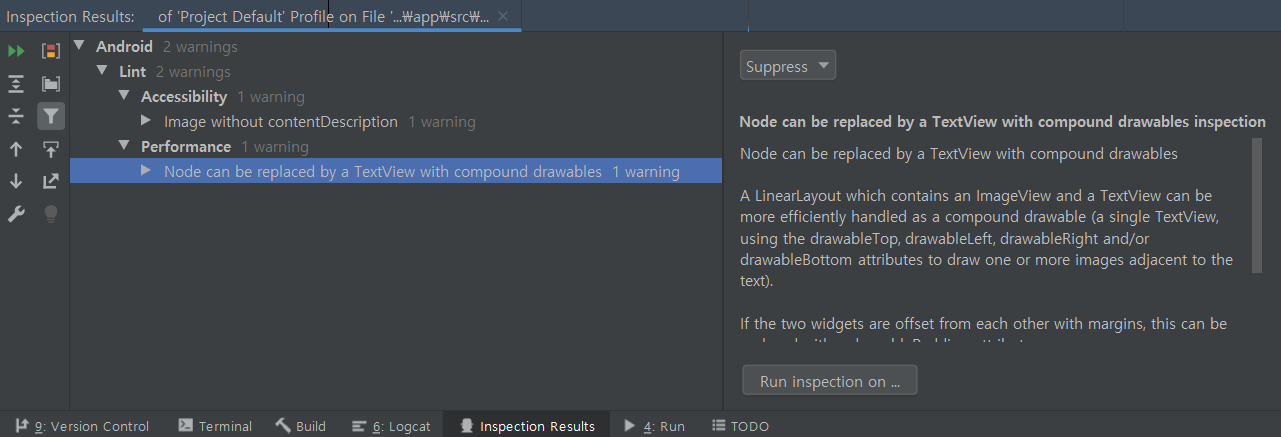 Inspection Results: of 'Project Default' Profile on File '...₩app₩src₩...
Android 2 warnings
Lint 2 warnings
Accessibility 1 warning
Image without contentDescription 1 warning
Performance 1 warning
Node can be replaced by a TextView with compound drawables 1 warning
Suppress
Node can be replaced by a TextView with compound drawables inspection
Node can be replaced by a TextView with compound drawables
A LinearLayout which contains an ImageView and a TextView can be
more efficiently handled as a compound drawable (a single TextView,
using the drawableTop, drawableLeft, drawableRight and/or
drawableBottom attributes to draw one or more images adjacent to the
text).
If the two widgets are offset from each other with margins, this can be
Run inspection on ...
9: Version Control Terminal Build 6: Logcat Inspection Results 4: Run TODO